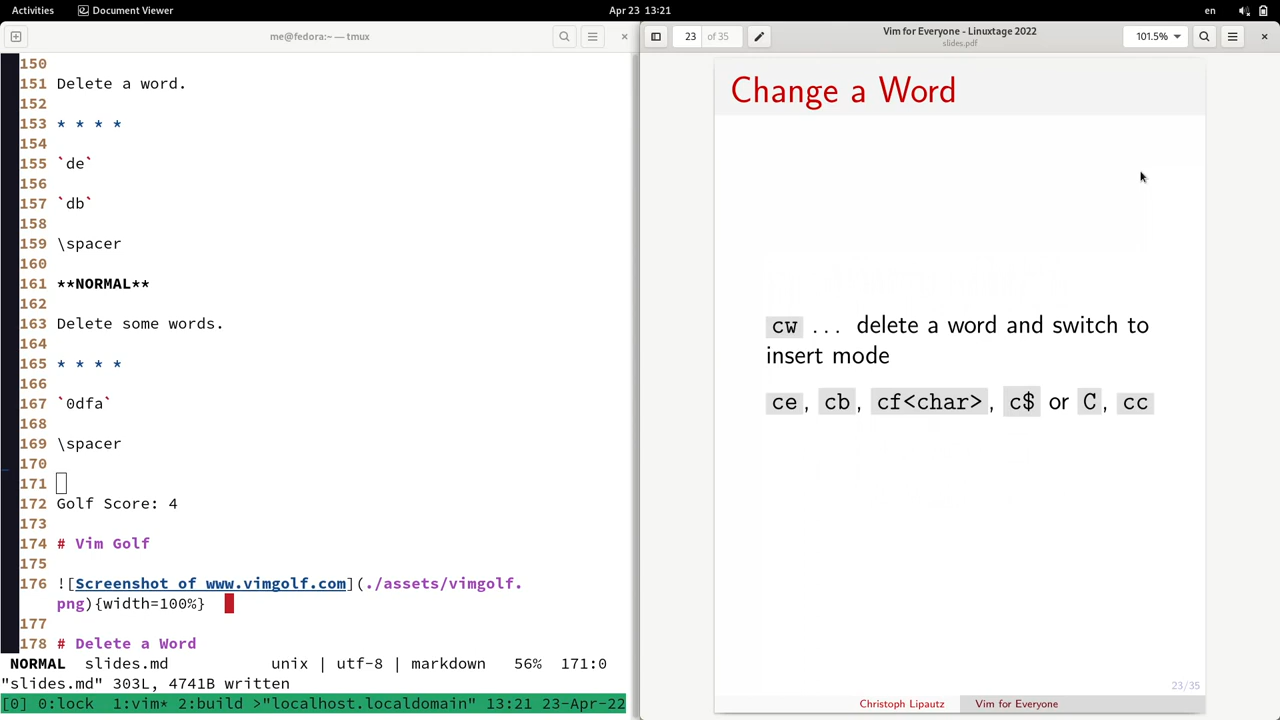 Activities Document Viewer Apr 23 13:21 en
me@fedora:~ — tmux
150
151 Delete a word.
152
153 * * * *
154
155 `de`
156
157 `db`
158
159 \spacer
160
161 **NORMAL**
162
163 Delete some words.
164
165 * * * *
166
167 `0dfa`
168
169 \spacer
170
171
172 Golf Score: 4
173
174 # Vim Golf
175
176 ![Screenshot of www.vimgolf.com](./assets/vimgolf.
png){width=100%}
177
178 # Delete a Word
NORMAL slides.md unix | utf-8 | markdown 56% 171:0
"slides.md" 303L, 4741B written
[0] 0:lock 1:vim* 2:build >"localhost.localdomain" 13:21 23-Apr-22
23 of 35
Vim for Everyone - Linuxtage 2022
slides.pdf
101.5%
Change a Word
cw ... delete a word and switch to
insert mode
ce, cb, cf<char>, c$ or C, cc
23/35
Christoph Lipautz Vim for Everyone